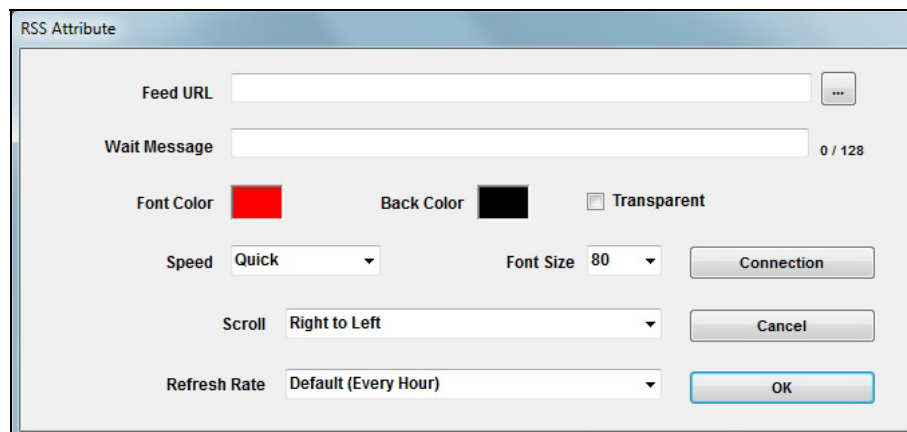 RSS Attribute
Feed URL ...
Wait Message 0 / 128
Font Color Back Color Transparent
Speed Quick Font Size 80 Connection
Scroll Right to Left Cancel
Refresh Rate Default (Every Hour) OK